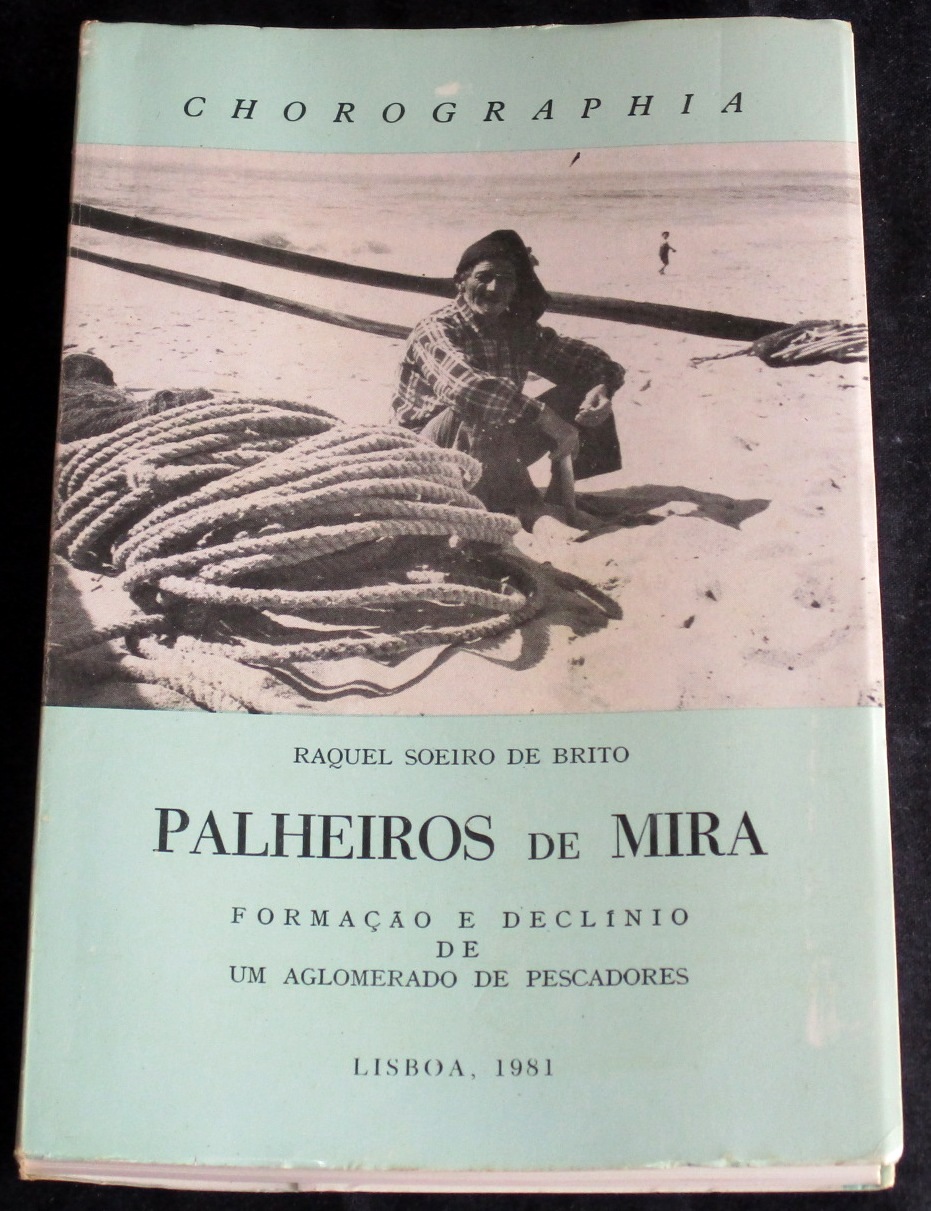 CHOROGRAPHIA
RAQUEL SOEIRO DE BRITO
PALHEIROS DE MIRA
FORMAÇÃO E DECLÍNIO
DE
UM AGLOMERADO DE PESCADORES
LISBOA, 1981